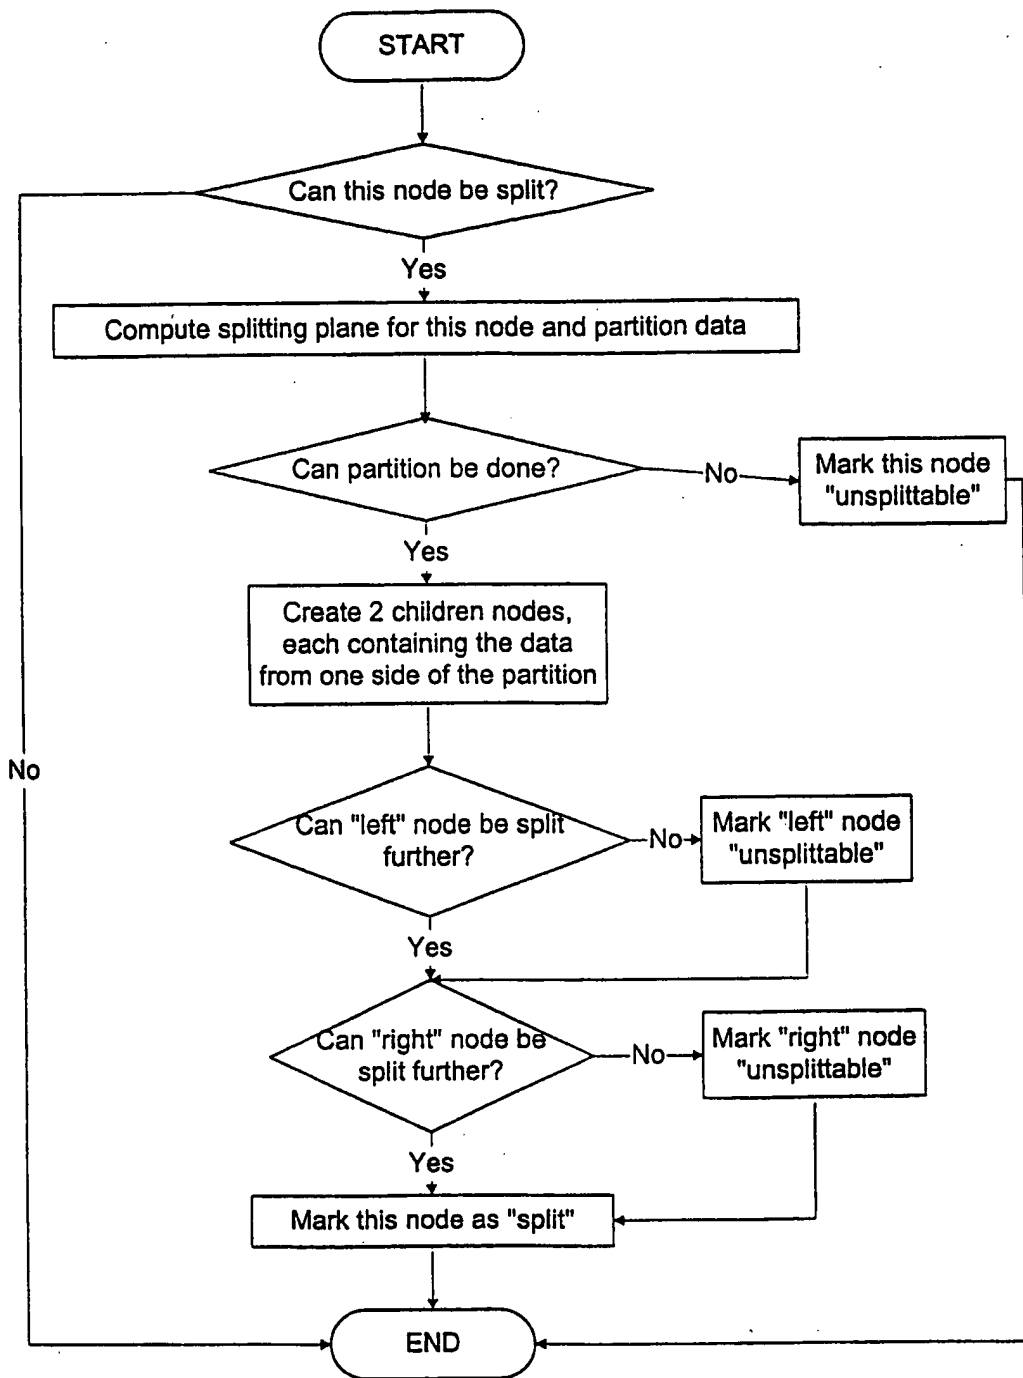 START
Can this node be split?
Yes
Compute splitting plane for this node and partition data
Can partition be done?
No
Mark this node
"unsplittable"
Yes
Create 2 children nodes,
each containing the data
from one side of the partition
No
Can "left" node be split
further?
No
Mark "left" node
"unsplittable"
Yes
Can "right" node be
split further?
No
Mark "right" node
"unsplittable"
Yes
Mark this node as "split"
END